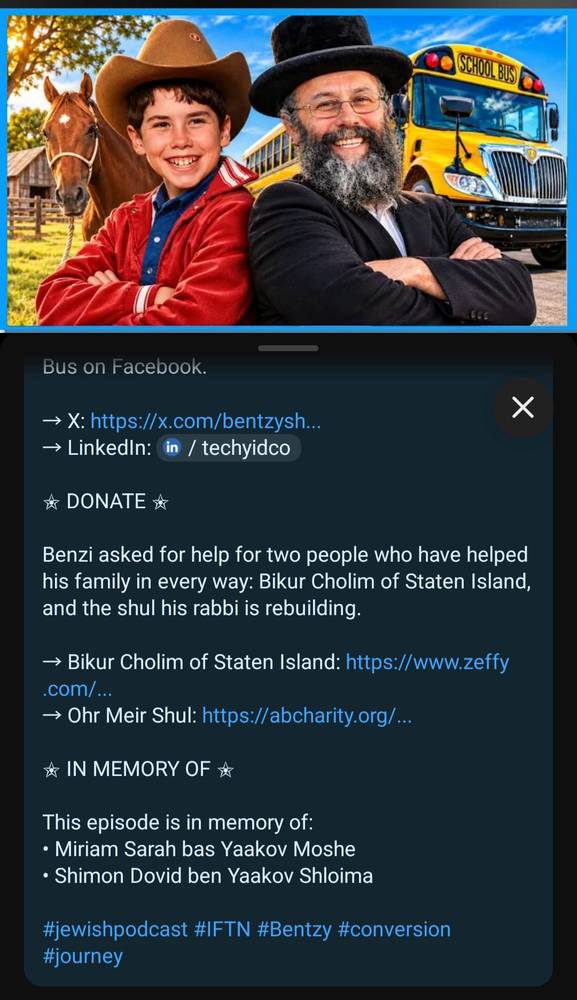 SCHOOL BUS
Bus on Facebook.
→ X: https://x.com/bentzysh...
→ LinkedIn: in / techyidco
✭ DONATE ✭
Benzi asked for help for two people who have helped
his family in every way: Bikur Cholim of Staten Island,
and the shul his rabbi is rebuilding.
→ Bikur Cholim of Staten Island: https://www.zeffy
.com/...
→ Ohr Meir Shul: https://abcharity.org/...
✭ IN MEMORY OF ✭
This episode is in memory of:
• Miriam Sarah bas Yaakov Moshe
• Shimon Dovid ben Yaakov Shloima
#jewishpodcast #IFTN #Bentzy #conversion
#journey